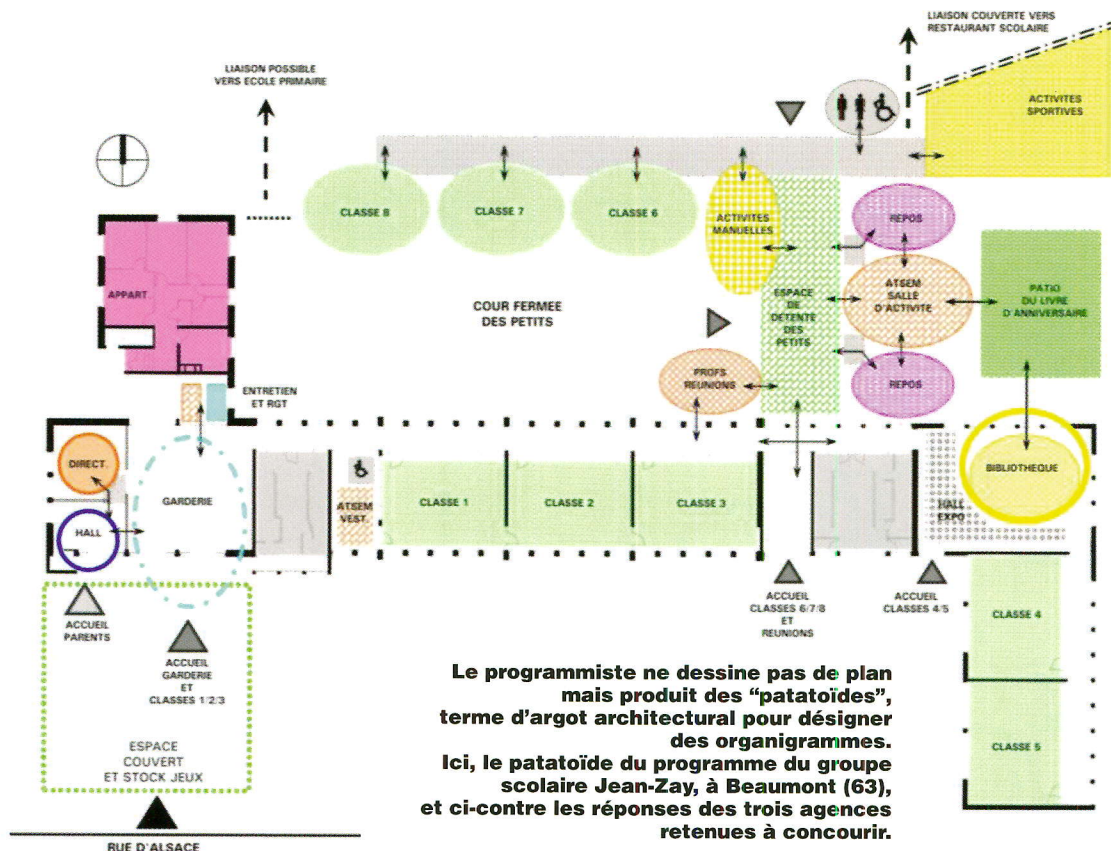 LIAISON COUVERTE VERS
RESTAURANT SCOLAIRE
LIAISON POSSIBLE
VERS ECOLE PRIMAIRE
ACTIVITES
SPORTIVES
CLASSE 8
CLASSE 7
CLASSE 6
ACTIVITES
MANUELLES
REPOS
APPART.
COUR FERMEE
DES PETITS
ESPACE
DE
DETENTE
DES
PETITS
ATSEM
SALLE
D'ACTIVITE
PATIO
DU LIVRE
D'ANNIVERSAIRE
PROFS
REUNIONS
REPOS
ENTRETIEN
ET RGT
DIRECT.
GARDERIE
HALL
ATSEM
VEST.
CLASSE 1
CLASSE 2
CLASSE 3
BIBLIOTHEQUE
HALL
EXPO
ACCUEIL
PARENTS
ACCUEIL
GARDERIE
ET
CLASSES 1/2/3
ACCUEIL
CLASSES 6/7/8
ET
REUNIONS
ACCUEIL
CLASSES 4/5
CLASSE 4
CLASSE 5
ESPACE
COUVERT
ET STOCK JEUX
RUE D'ALSACE
Le programmiste ne dessine pas de plan
mais produit des “patatoïdes”,
terme d’argot architectural pour désigner
des organigrammes.
Ici, le patatoïde du programme du groupe
scolaire Jean-Zay, à Beaumont (63),
et ci-contre les réponses des trois agences
retenues à concourir.